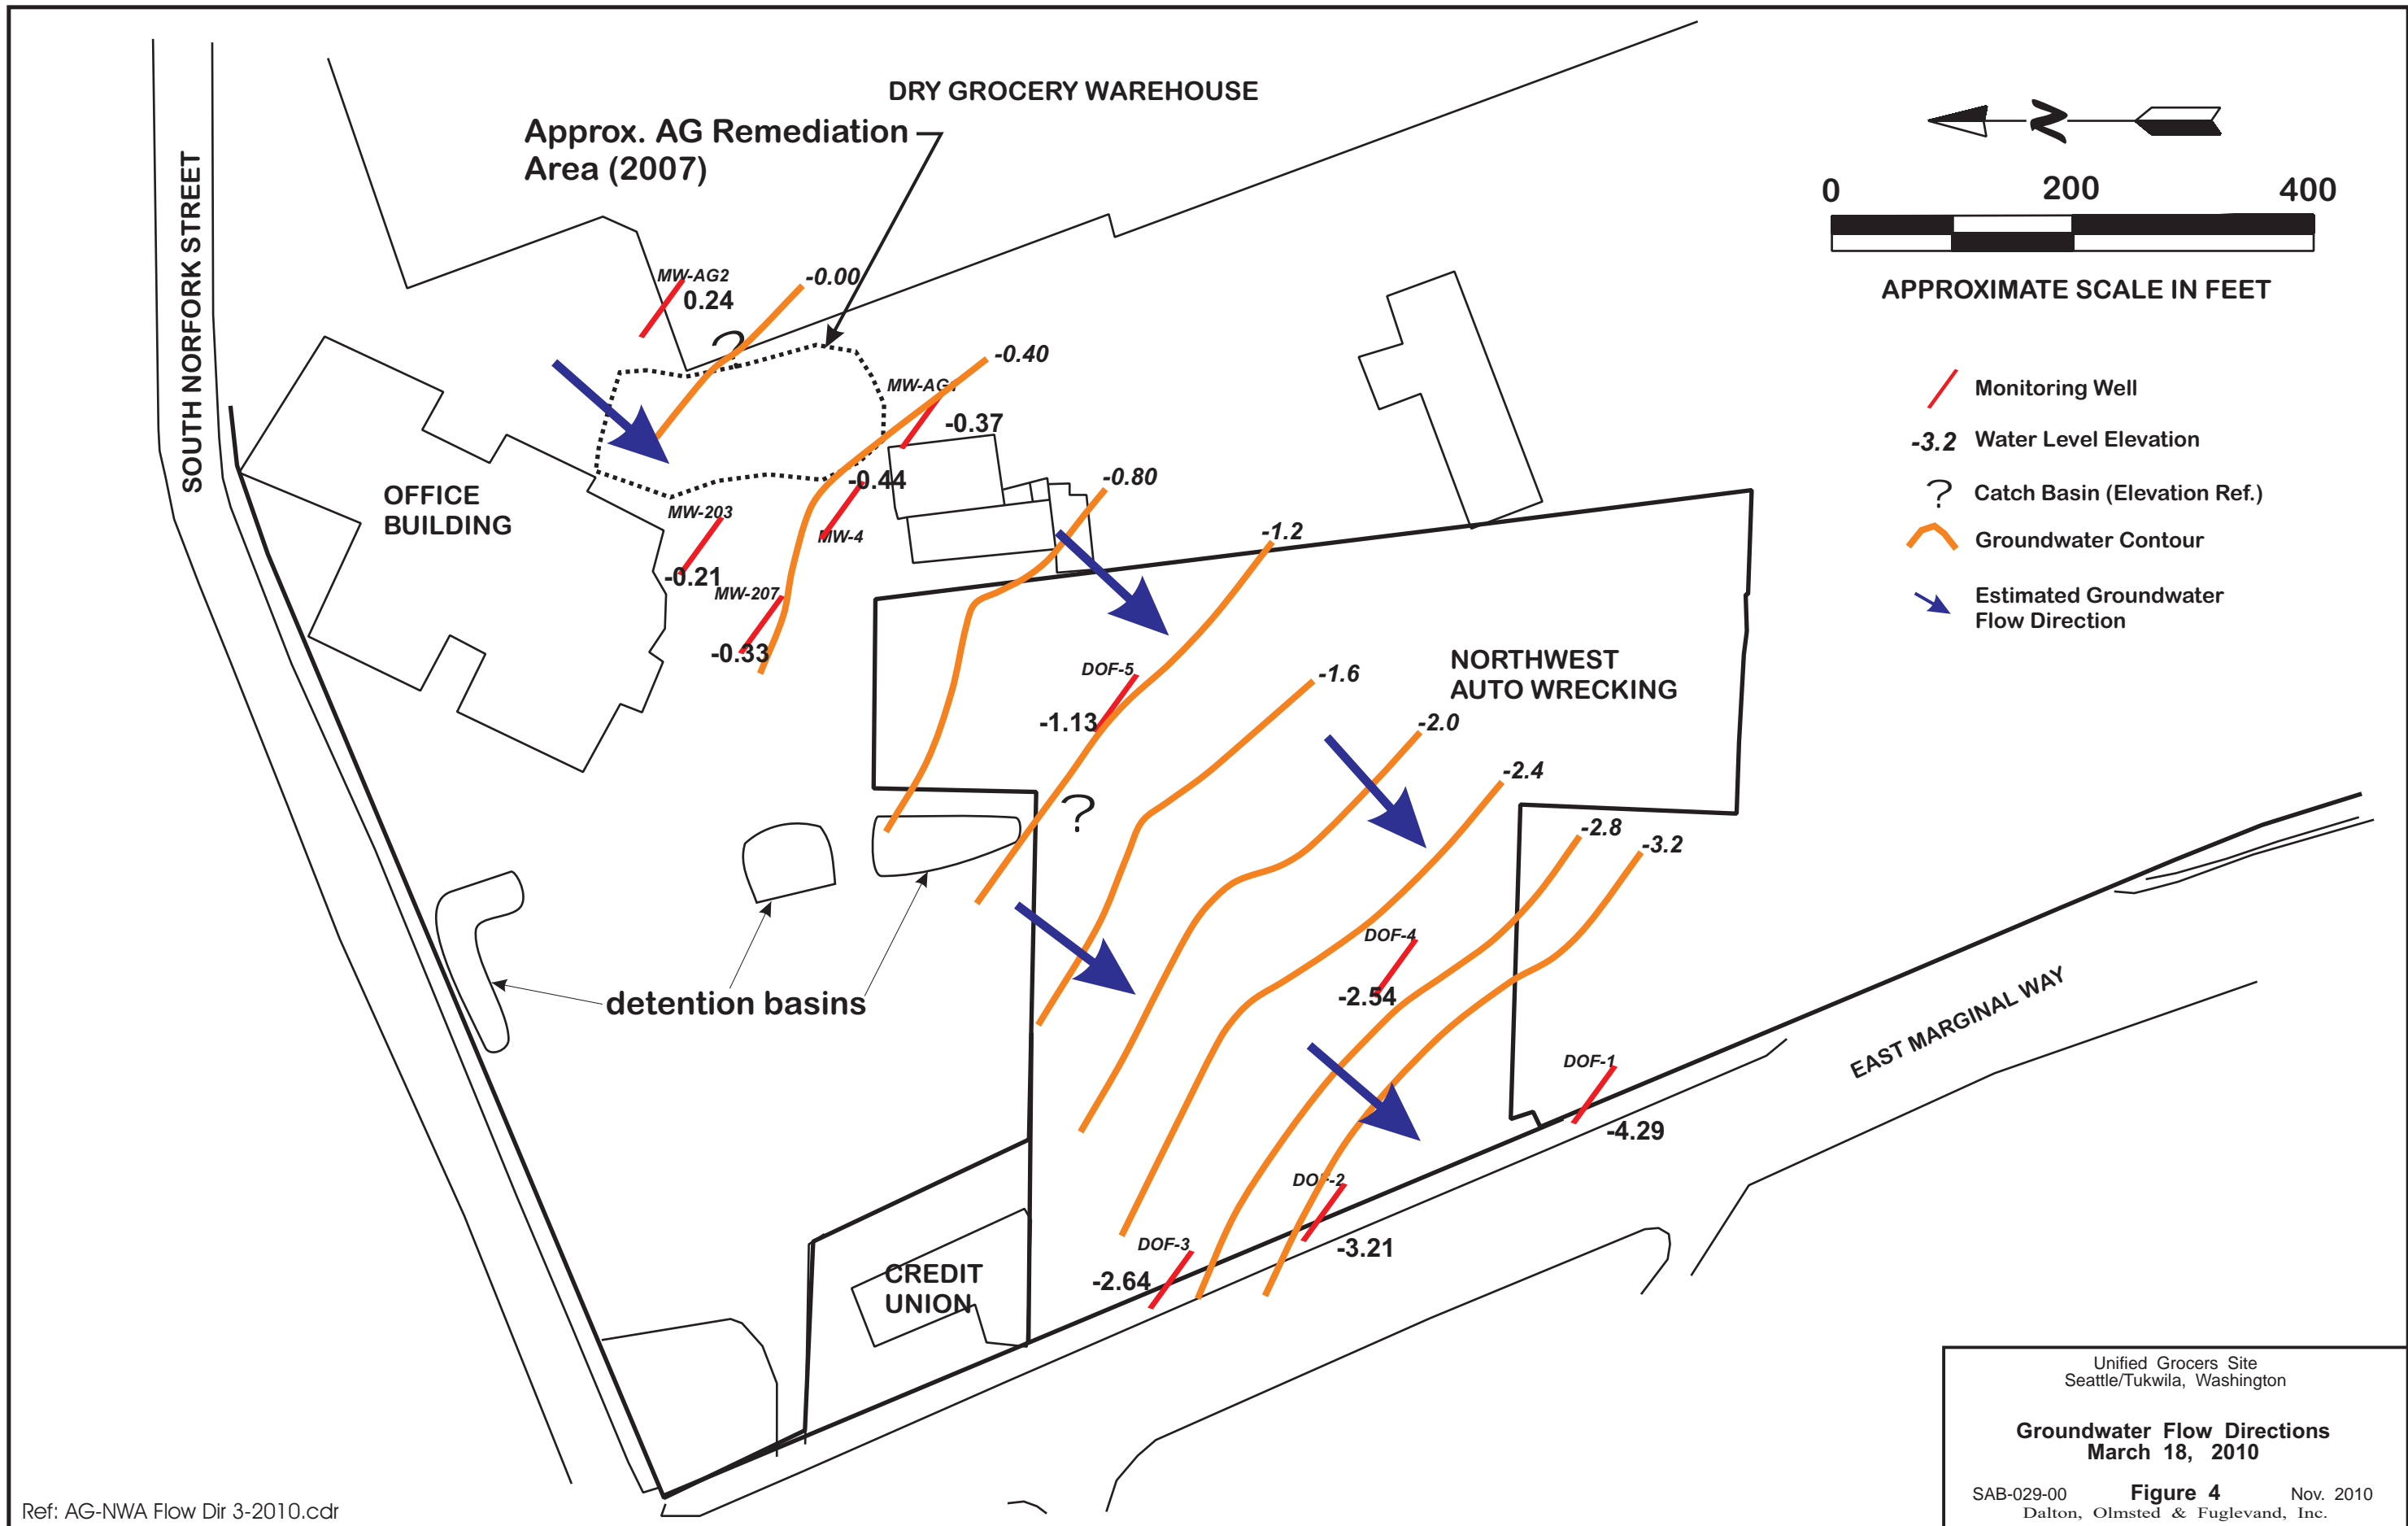 DRY GROCERY WAREHOUSE
Approx. AG Remediation
Area (2007)
SOUTH NORFORK STREET
N
0 200 400
APPROXIMATE SCALE IN FEET
MW-AG2
0.24
-0.00
?
-0.40
MW-AG1
-0.37
Monitoring Well
-3.2 Water Level Elevation
? Catch Basin (Elevation Ref.)
Groundwater Contour
Estimated Groundwater
Flow Direction
OFFICE
BUILDING
-0.44
MW-4
-0.80
MW-203
-0.21
MW-207
-0.33
-1.2
DOF-5
-1.13
-1.6
NORTHWEST
AUTO WRECKING
-2.0
-2.4
?
-2.8
-3.2
DOF-4
-2.54
detention basins
EAST MARGINAL WAY
DOF-1
-4.29
DOF-2
-3.21
DOF-3
-2.64
CREDIT
UNION
Unified Grocers Site
Seattle/Tukwila, Washington
Groundwater Flow Directions
March 18, 2010
SAB-029-00 Figure 4 Nov. 2010
Dalton, Olmsted & Fuglevand, Inc.
Ref: AG-NWA Flow Dir 3-2010.cdr